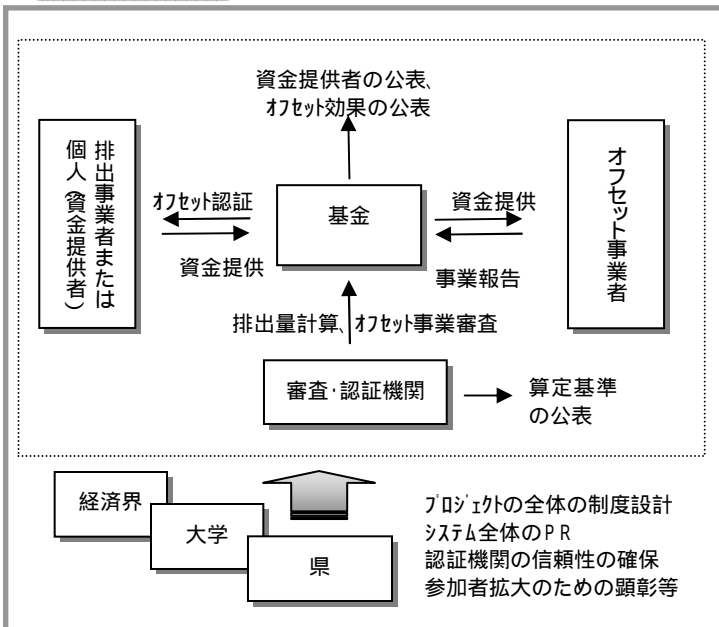 資金提供者の公表、
ｵﾌｾｯﾄ効果の公表
排出事業者または
個人（資金提供者）
ｵﾌｾｯﾄ認証
資金提供
基金
資金提供
事業報告
オフセット事業者
排出量計算、ｵﾌｾｯﾄ事業審査
審査・認証機関
算定基準
の公表
経済界
大学
県
ﾌﾟﾛｼﾞｪｸﾄの全体の制度設計
ｼｽﾃﾑ全体のＰＲ
認証機関の信頼性の確保
参加者拡大のための顕彰等